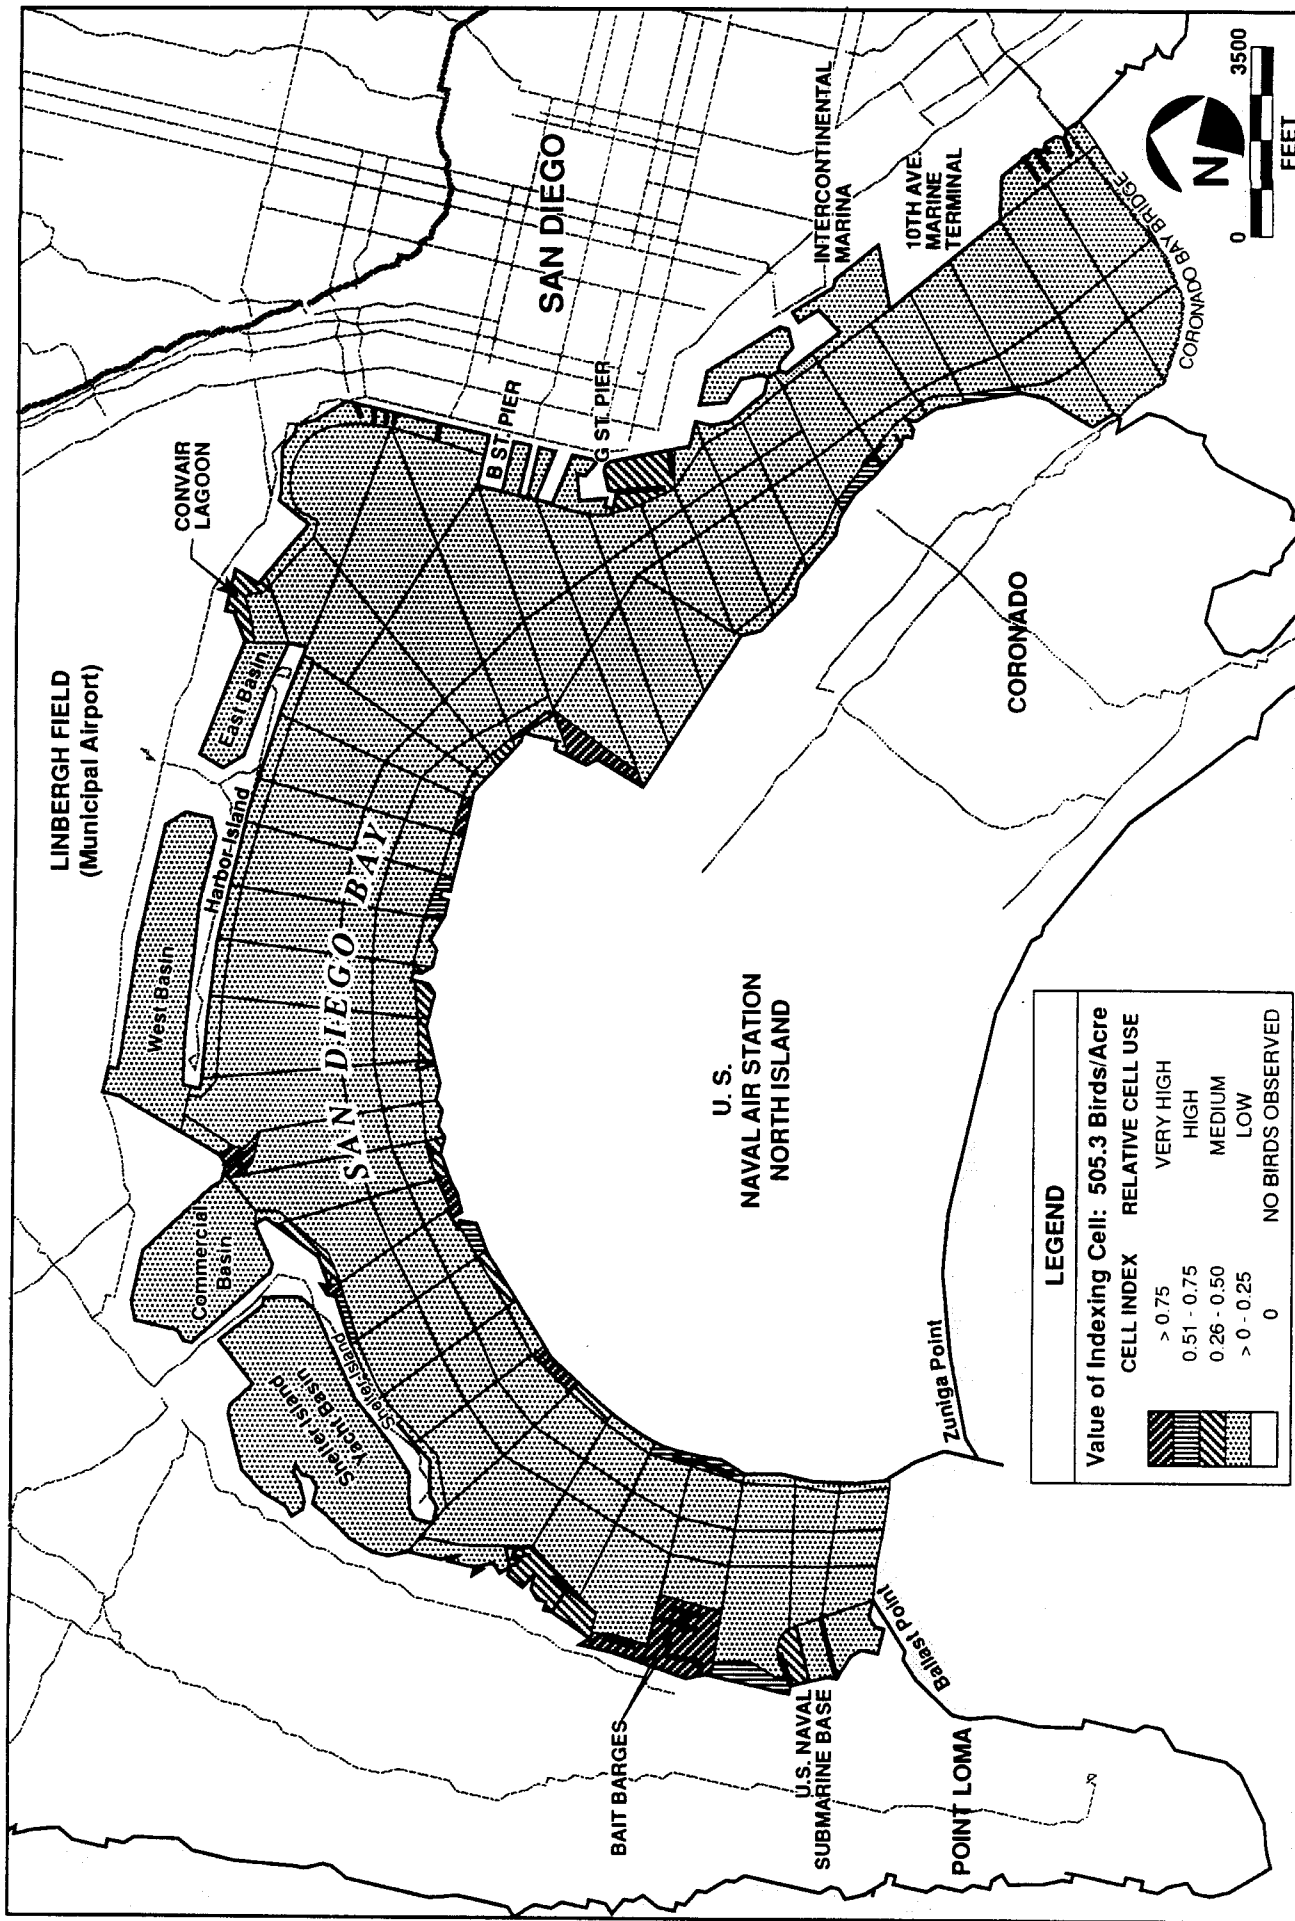 LINBERGH FIELD
(Municipal Airport)
CONVAIR
LAGOON
SAN DIEGO
West Basin
Harbor Island
East Basin
Commercial
Basin
Shelter Island
Yacht Basin
Shelter Island
SAN DIEGO BAY
B ST. PIER
G ST. PIER
INTERCONTINENTAL
MARINA
10TH AVE.
MARINE
TERMINAL
CORONADO BAY BRIDGE
CORONADO
U. S.
NAVAL AIR STATION
NORTH ISLAND
BAIT BARGES
U.S. NAVAL
SUBMARINE BASE
POINT LOMA
Ballast Point
Zuniga Point
N
0 3500
FEET
LEGEND
Value of Indexing Cell: 505.3 Birds/Acre
CELL INDEX RELATIVE CELL USE
> 0.75 VERY HIGH
0.51 - 0.75 HIGH
0.26 - 0.50 MEDIUM
> 0 - 0.25 LOW
0 NO BIRDS OBSERVED